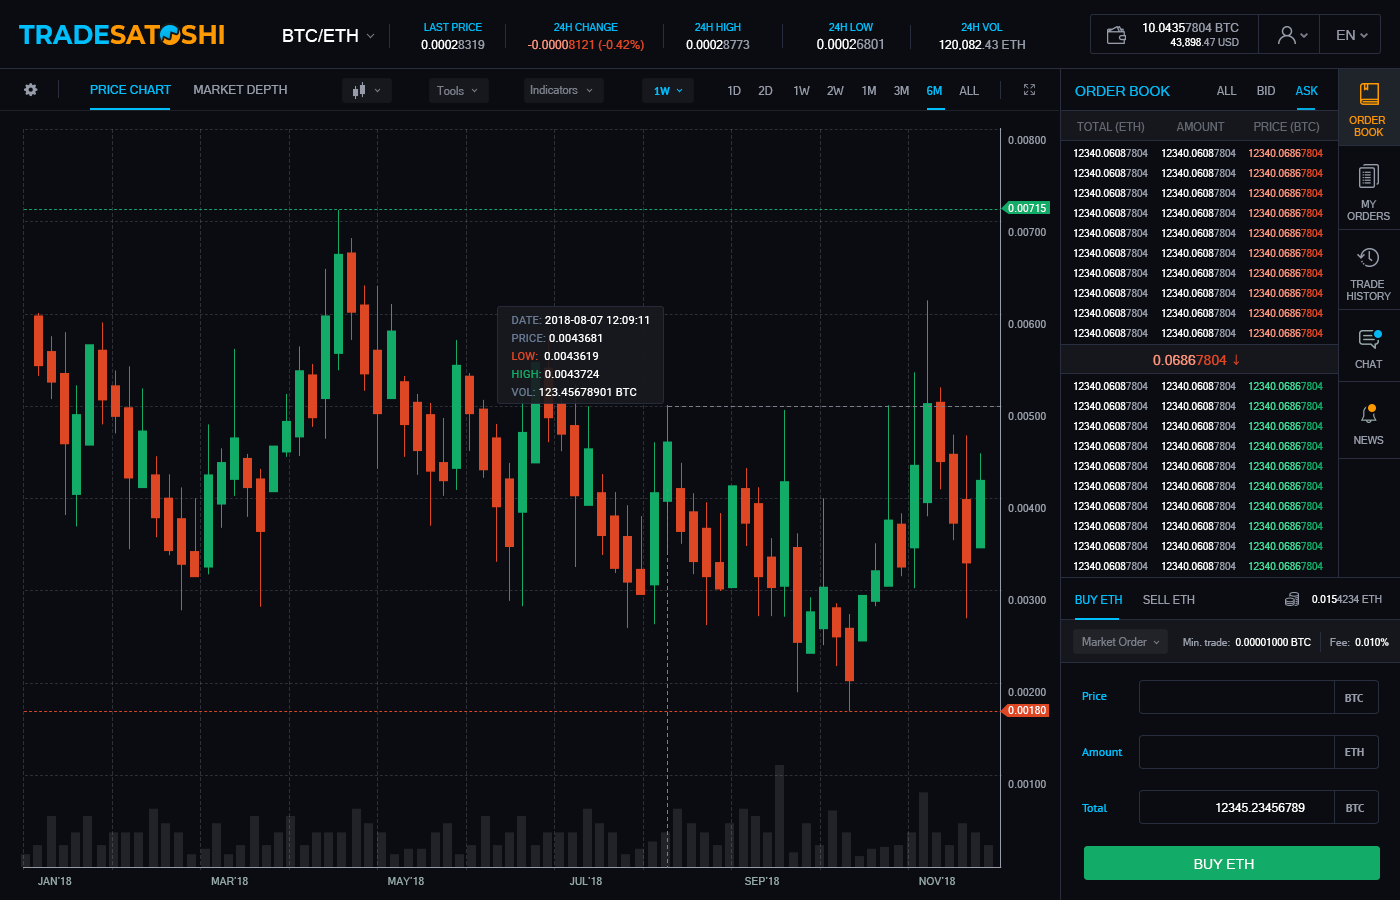 TRADESATOSHI
BTC/ETH
LAST PRICE
0.00028319
24H CHANGE
-0.00008121 (-0.42%)
24H HIGH
0.00028773
24H LOW
0.00026801
24H VOL
120,082.43 ETH
10.04357804 BTC
43,898.47 USD
EN
PRICE CHART MARKET DEPTH
Tools Indicators 1W
1D 2D 1W 2W 1M 3M 6M ALL
0.00800
0.00715
0.00700
0.00600
0.00500
0.00400
0.00300
0.00200
0.00180
0.00100
DATE: 2018-08-07 12:09:11
PRICE: 0.0043681
LOW: 0.0043619
HIGH: 0.0043724
VOL: 123.45678901 BTC
JAN'18 MAR'18 MAY'18 JUL'18 SEP'18 NOV'18
ORDER BOOK ALL BID ASK
TOTAL (ETH) AMOUNT PRICE (BTC)
12340.06087804 12340.06087804 12340.06867804
12340.06087804 12340.06087804 12340.06867804
12340.06087804 12340.06087804 12340.06867804
12340.06087804 12340.06087804 12340.06867804
12340.06087804 12340.06087804 12340.06867804
12340.06087804 12340.06087804 12340.06867804
12340.06087804 12340.06087804 12340.06867804
12340.06087804 12340.06087804 12340.06867804
12340.06087804 12340.06087804 12340.06867804
12340.06087804 12340.06087804 12340.06867804
0.06867804 ↓
12340.06087804 12340.06087804 12340.06867804
12340.06087804 12340.06087804 12340.06867804
12340.06087804 12340.06087804 12340.06867804
12340.06087804 12340.06087804 12340.06867804
12340.06087804 12340.06087804 12340.06867804
12340.06087804 12340.06087804 12340.06867804
12340.06087804 12340.06087804 12340.06867804
12340.06087804 12340.06087804 12340.06867804
12340.06087804 12340.06087804 12340.06867804
12340.06087804 12340.06087804 12340.06867804
ORDER
BOOK
MY
ORDERS
TRADE
HISTORY
CHAT
NEWS
BUY ETH SELL ETH 0.0154234 ETH
Market Order Min. trade: 0.00001000 BTC Fee: 0.010%
Price BTC
Amount ETH
Total 12345.23456789 BTC
BUY ETH